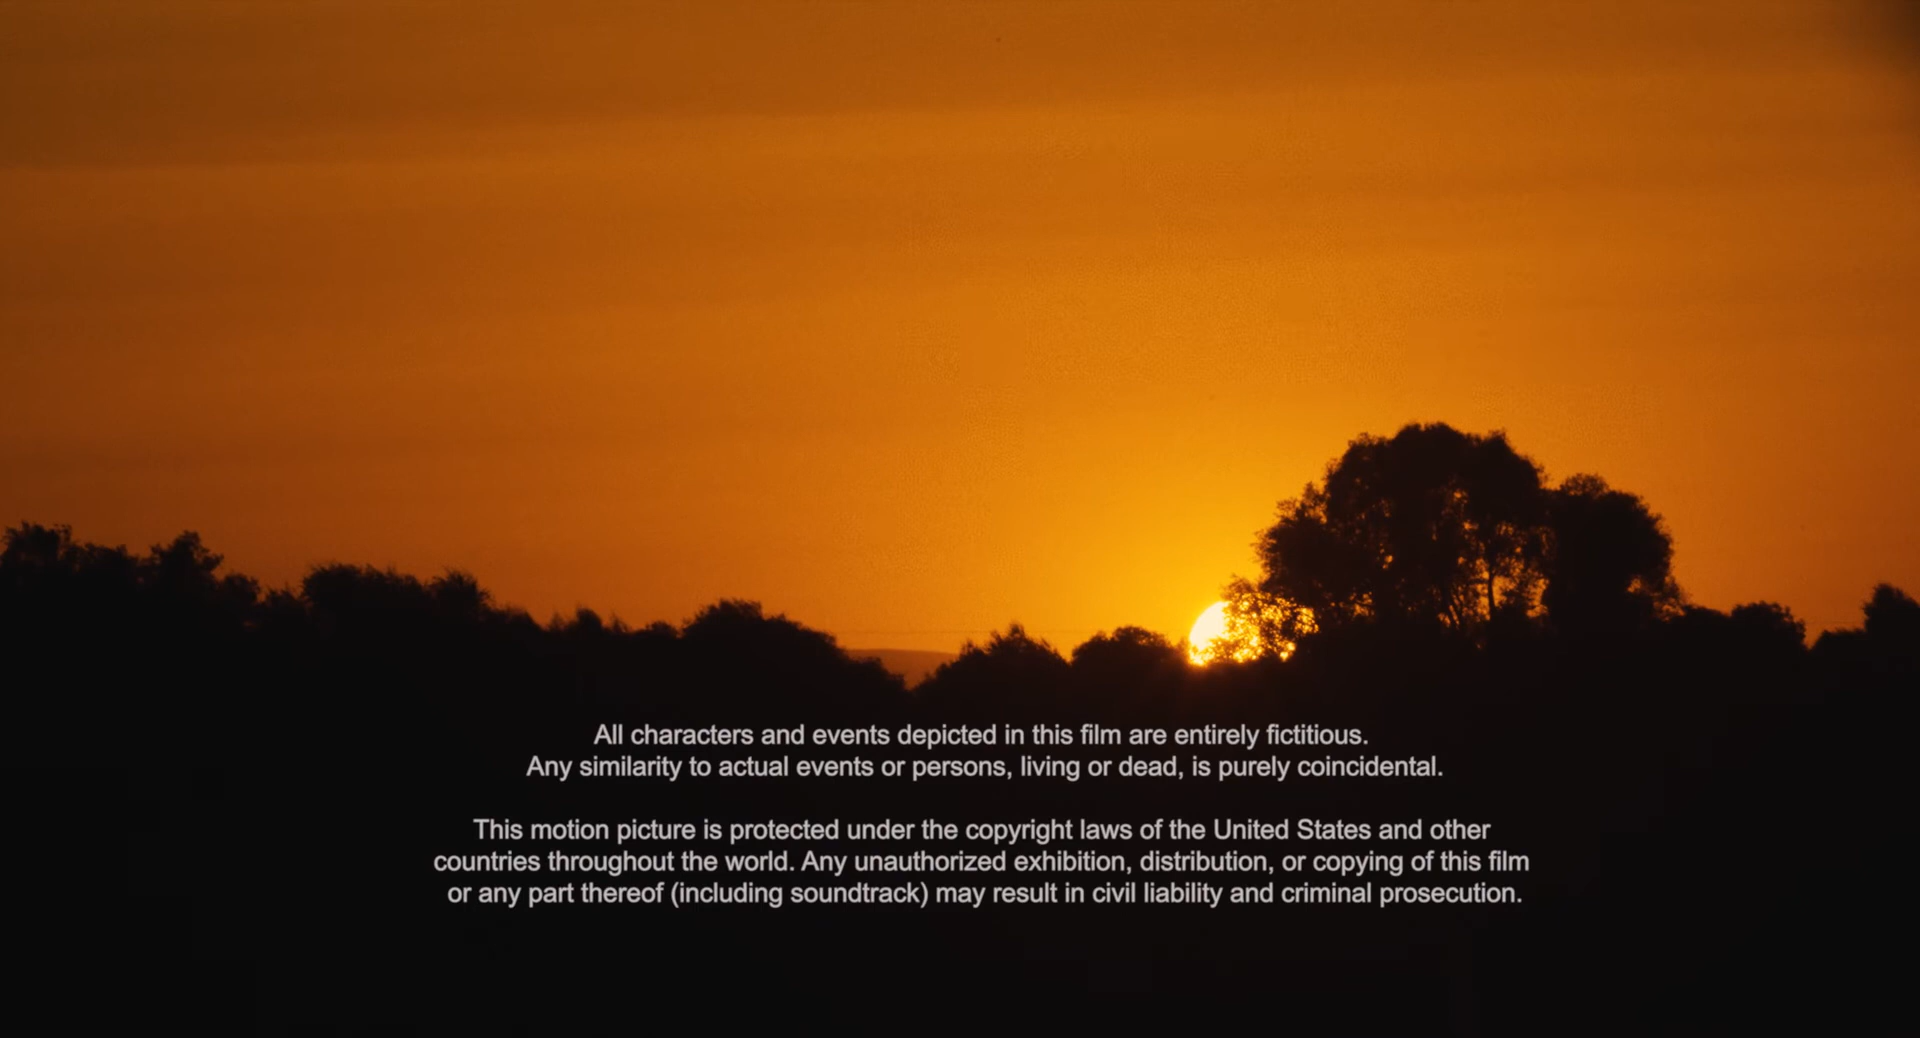 All characters and events depicted in this film are entirely fictitious.
Any similarity to actual events or persons, living or dead, is purely coincidental.
This motion picture is protected under the copyright laws of the United States and other
countries throughout the world. Any unauthorized exhibition, distribution, or copying of this film
or any part thereof (including soundtrack) may result in civil liability and criminal prosecution.